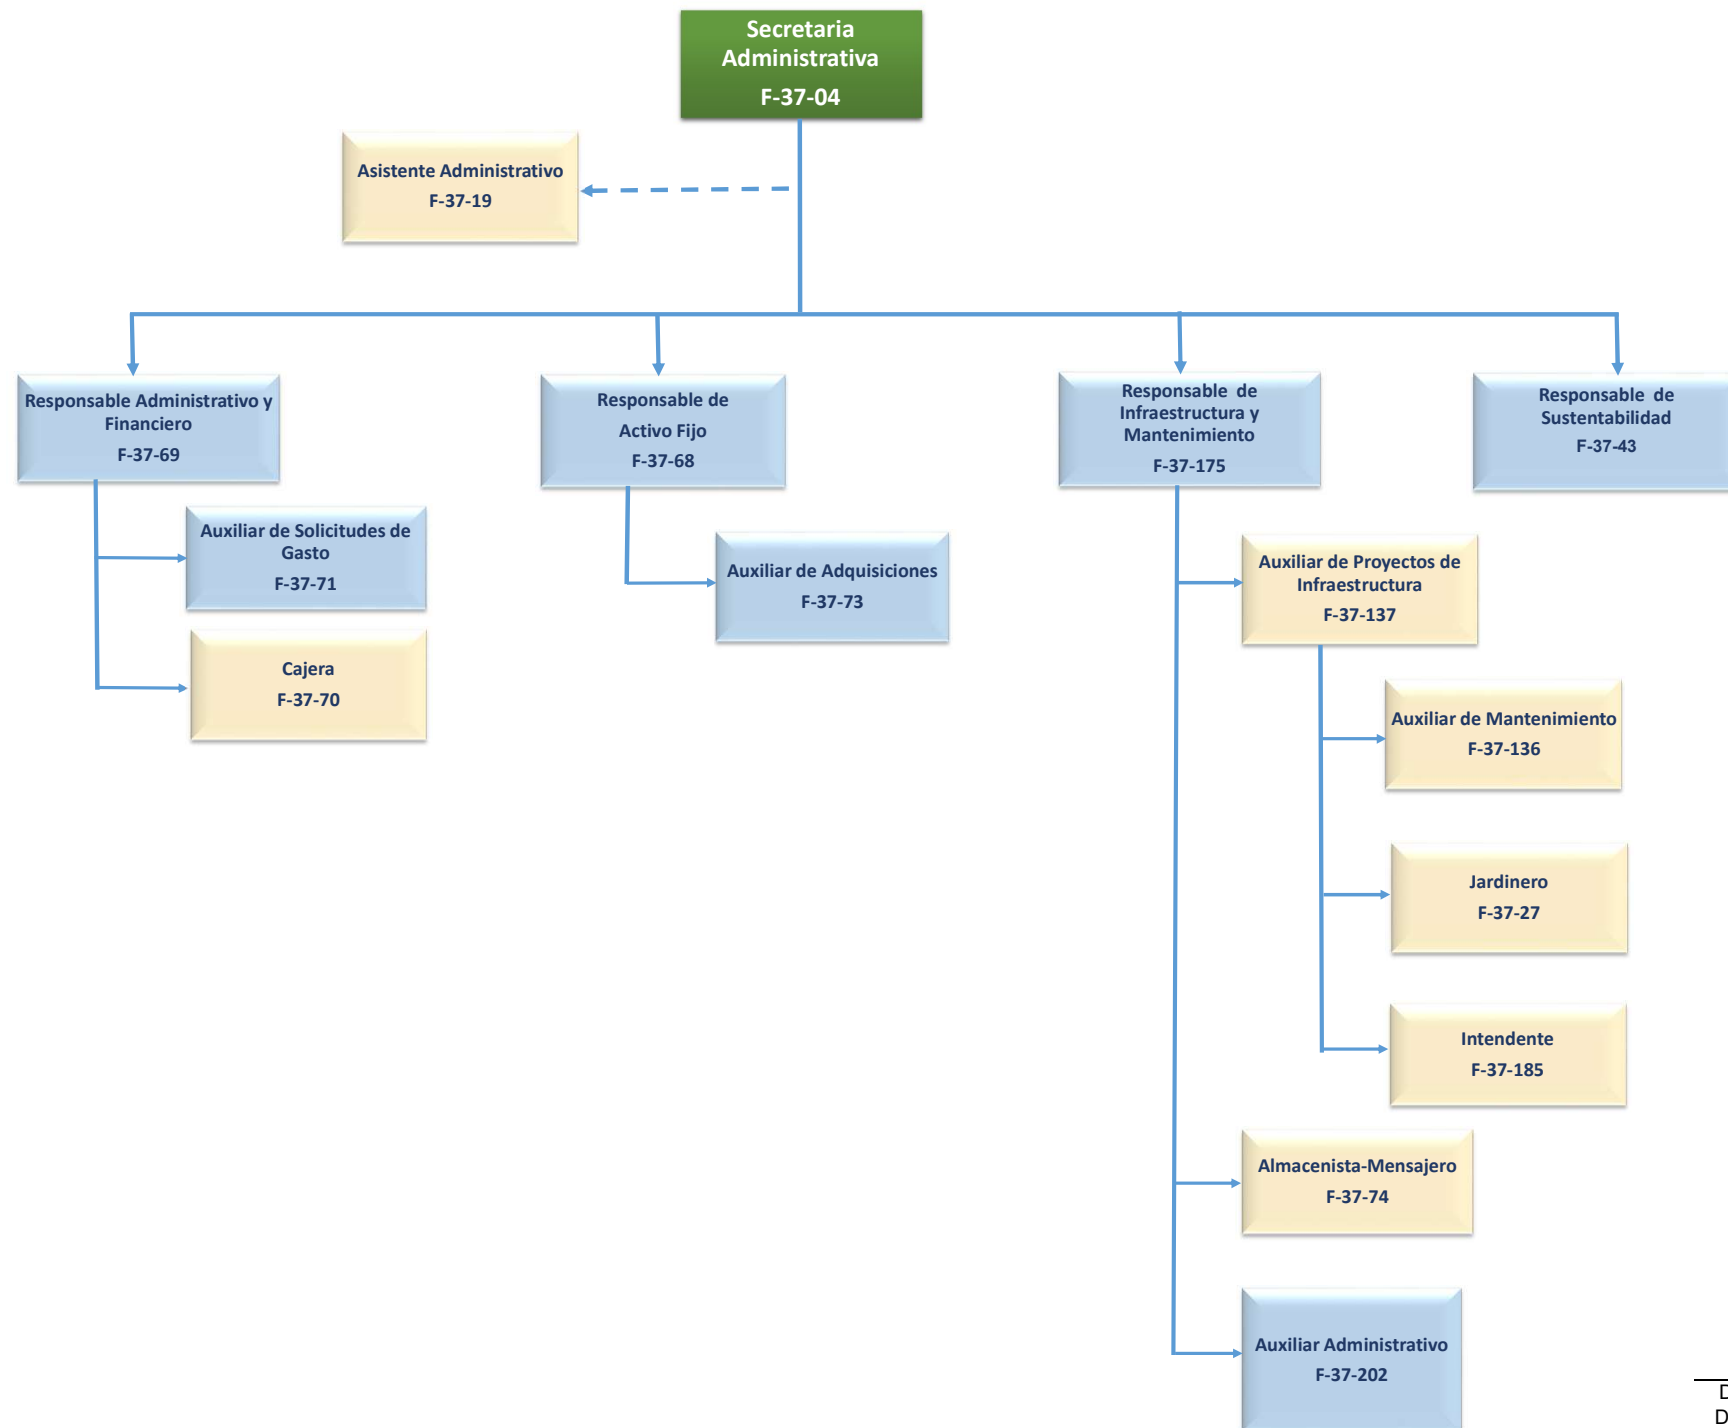 Secretaria
Administrativa
F-37-04
Asistente Administrativo
F-37-19
Responsable Administrativo y
Financiero
F-37-69
Responsable de
Activo Fijo
F-37-68
Responsable de
Infraestructura y
Mantenimiento
F-37-175
Responsable de
Sustentabilidad
F-37-43
Auxiliar de Solicitudes de
Gasto
F-37-71
Auxiliar de Adquisiciones
F-37-73
Auxiliar de Proyectos de
Infraestructura
F-37-137
Cajera
F-37-70
Auxiliar de Mantenimiento
F-37-136
Jardinero
F-37-27
Intendente
F-37-185
Almacenista-Mensajero
F-37-74
Auxiliar Administrativo
F-37-202